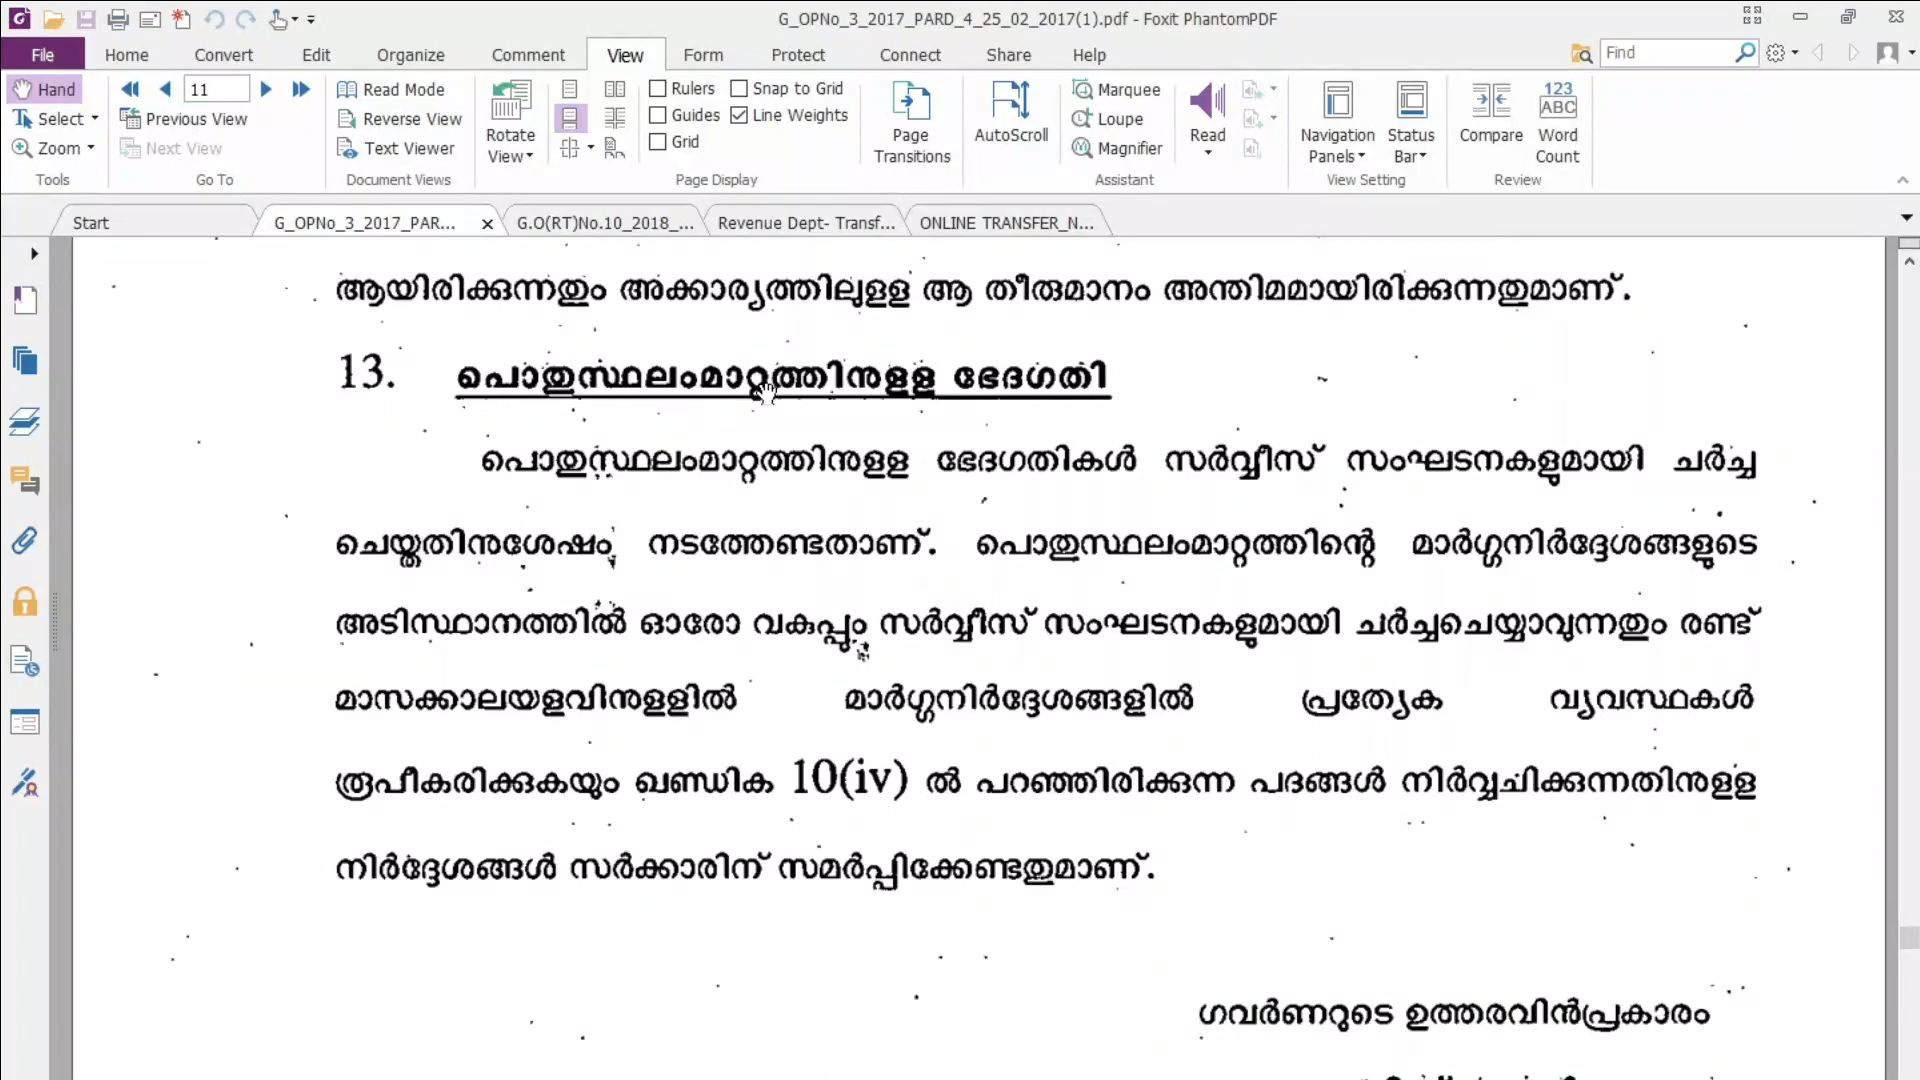 G_OPNo_3_2017_PARD_4_25_02_2017(1).pdf - Foxit PhantomPDF
File Home Convert Edit Organize Comment View Form Protect Connect Share Help Find
Hand 11 Read Mode Rulers Snap to Grid Marquee 123
Select Previous View Reverse View Guides Line Weights Loupe ABC
Zoom Next View Text Viewer Grid Magnifier
Rotate View Page Transitions AutoScroll Read Navigation Panels Status Bar Compare Word Count
Tools Go To Document Views Page Display Assistant View Setting Review
Start G_OPNo_3_2017_PAR... G.O(RT)No.10_2018_... Revenue Dept- Transf... ONLINE TRANSFER_N...
ആയിരിക്കുന്നതും അക്കാര്യത്തിലുളള ആ തീരുമാനം അന്തിമമായിരിക്കുന്നതുമാണ്.
13. പൊതുസ്ഥലംമാറ്റത്തിനുളള ഭേദഗതി
പൊതുസ്ഥലംമാറ്റത്തിനുളള ഭേദഗതികൾ സർവ്വീസ് സംഘടനകളുമായി ചർച്ച
ചെയ്തതിനുശേഷം നടത്തേണ്ടതാണ്. പൊതുസ്ഥലംമാറ്റത്തിന്റെ മാർഗ്ഗനിർദ്ദേശങ്ങളുടെ
അടിസ്ഥാനത്തിൽ ഓരോ വകുപ്പും സർവ്വീസ് സംഘടനകളുമായി ചർച്ചചെയ്യാവുന്നതും രണ്ട്
മാസക്കാലയളവിനുളളിൽ മാർഗ്ഗനിർദ്ദേശങ്ങളിൽ പ്രത്യേക വ്യവസ്ഥകൾ
രൂപീകരിക്കുകയും ഖണ്ഡിക 10(iv) ൽ പറഞ്ഞിരിക്കുന്ന പദങ്ങൾ നിർവ്വചിക്കുന്നതിനുളള
നിർദ്ദേശങ്ങൾ സർക്കാരിന് സമർപ്പിക്കേണ്ടതുമാണ്.
ഗവർണറുടെ ഉത്തരവിൻപ്രകാരം